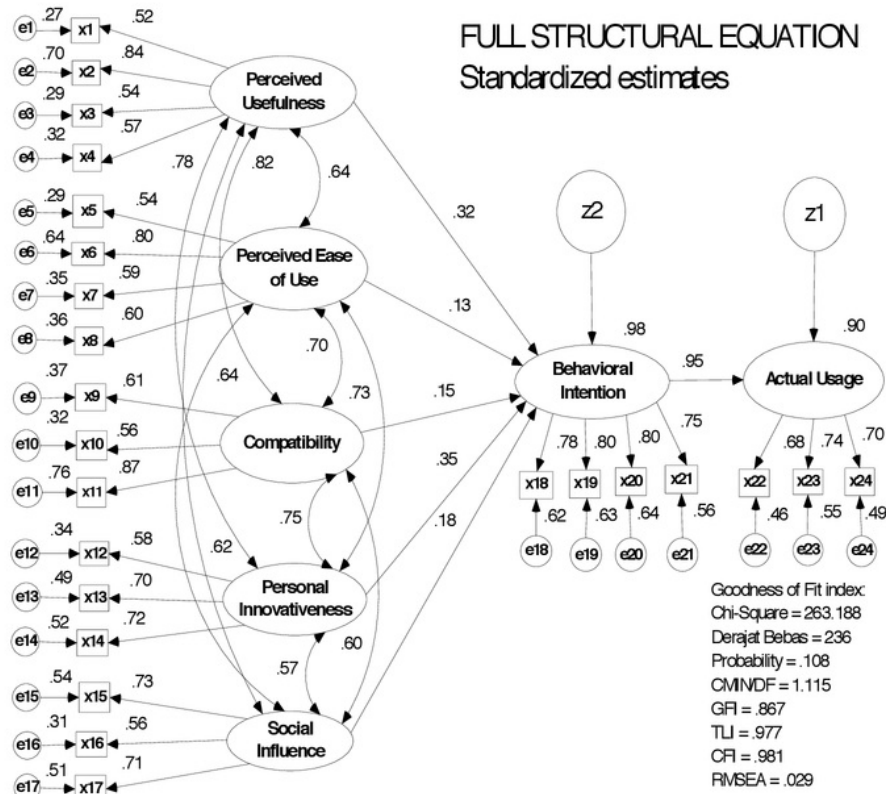 FULL STRUCTURAL EQUATION
Standardized estimates
e1 .27 x1 .52
e2 .70 x2 .84
e3 .29 x3 .54
e4 .32 x4 .57
Perceived
Usefulness
.78
.82
.64
.32
z2
z1
e5 .29 x5 .54
e6 .64 x6 .80
e7 .35 x7 .59
e8 .36 x8 .60
Perceived Ease
of Use
.13
.70
.73
.64
.98
.90
Behavioral
Intention
.95
Actual Usage
e9 .37 x9 .61
e10 .32 x10 .56
e11 .76 x11 .87
Compatibility
.15
.35
.18
.75
.78 .80 .80 .75
x18 x19 x20 x21
.62 .63 .64 .56
e18 e19 e20 e21
.68 .74 .70
x22 x23 x24
.46 .55 .49
e22 e23 e24
e12 .34 x12 .58
e13 .49 x13 .70
e14 .52 x14 .72
.62
Personal
Innovativeness
.57
.60
e15 .54 x15 .73
e16 .31 x16 .56
e17 .51 x17 .71
Social
Influence
Goodness of Fit index:
Chi-Square = 263.188
Derajat Bebas = 236
Probability = .108
CMIN/DF = 1.115
GFI = .867
TLI = .977
CFI = .981
RMSEA = .029